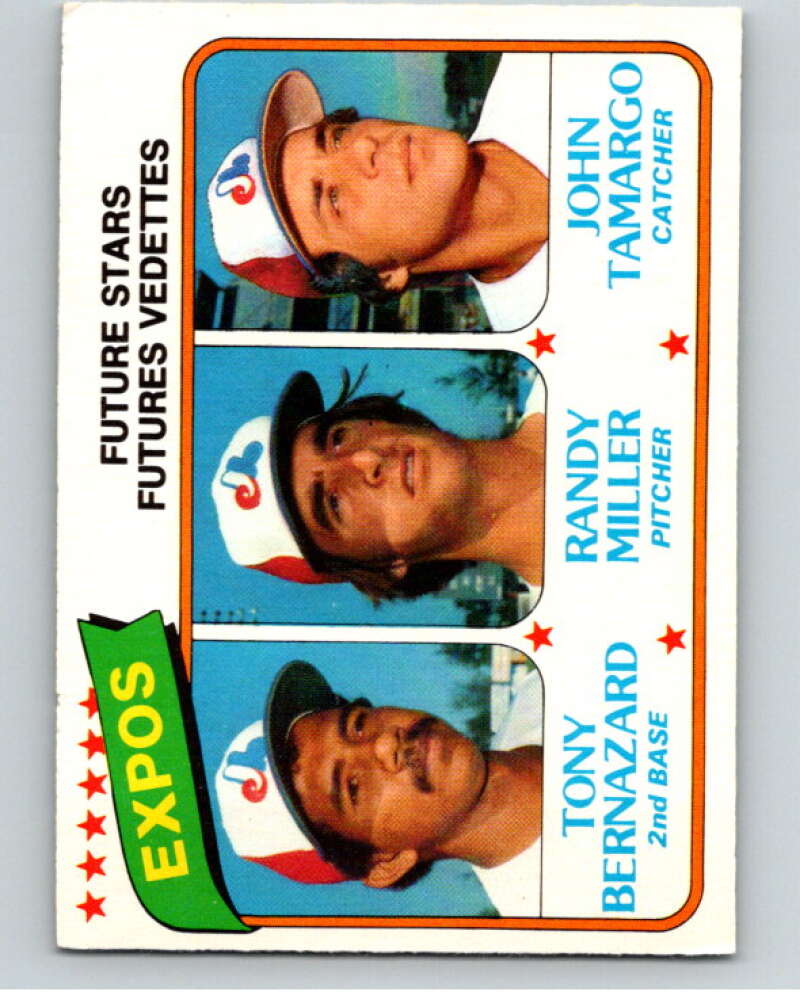 FUTURE STARS
FUTURES VEDETTES
EXPOS
TONY
BERNAZARD
2nd BASE
RANDY
MILLER
PITCHER
JOHN
TAMARGO
CATCHER